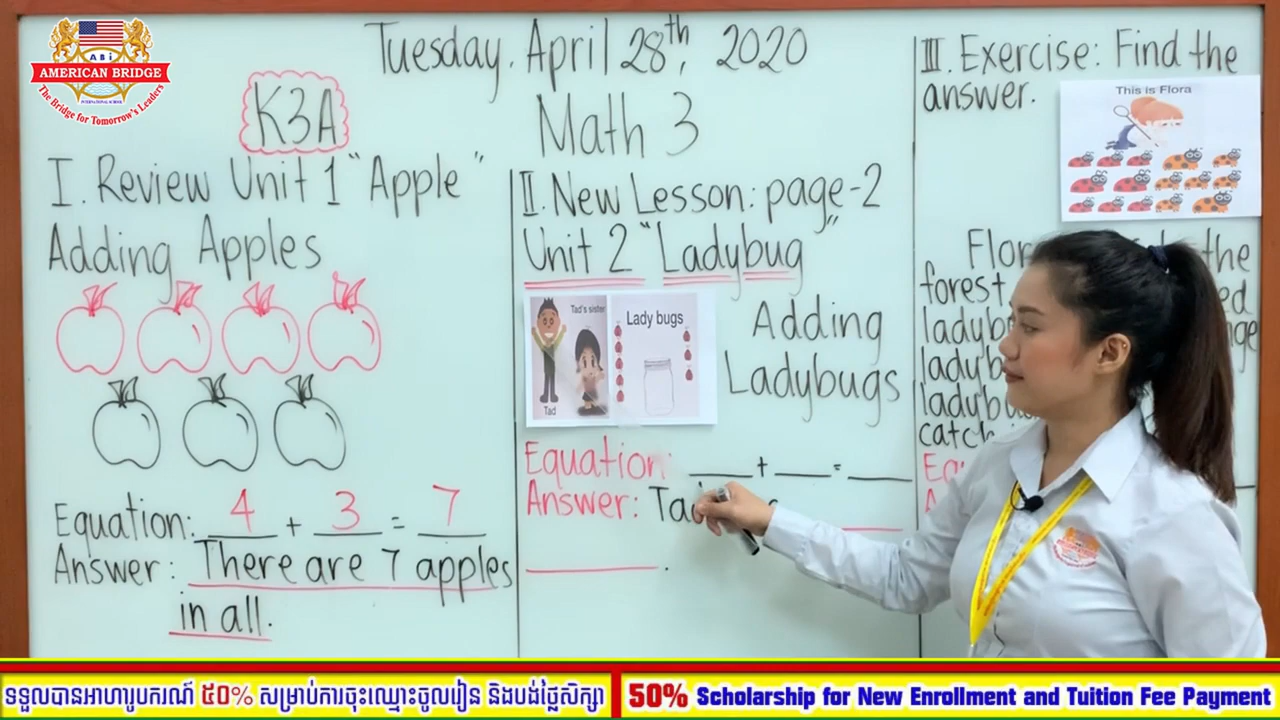 ABi
AMERICAN BRIDGE
INTERNATIONAL SCHOOL
The Bridge for Tomorrow's Leaders
Tuesday. April 28th, 2020
K3A
Math 3
I. Review Unit 1 "Apple"
Adding Apples
Equation: 4 + 3 = 7
Answer: There are 7 apples
in all.
II. New Lesson: page-2
Unit 2 "Ladybug"
Tad's sister
Lady bugs
Tad
Adding
Ladybugs
Equation: ___ + ___ = ___
Answer:
III. Exercise: Find the
answer.
This is Flora
the
forest
catch
AMERICAN BRIDGE
ទទួលបានអាហារូបករណ៍ ៥០% សម្រាប់ការចុះឈ្មោះចូលរៀន និងបង់ថ្លៃសិក្សា
50% Scholarship for New Enrollment and Tuition Fee Payment